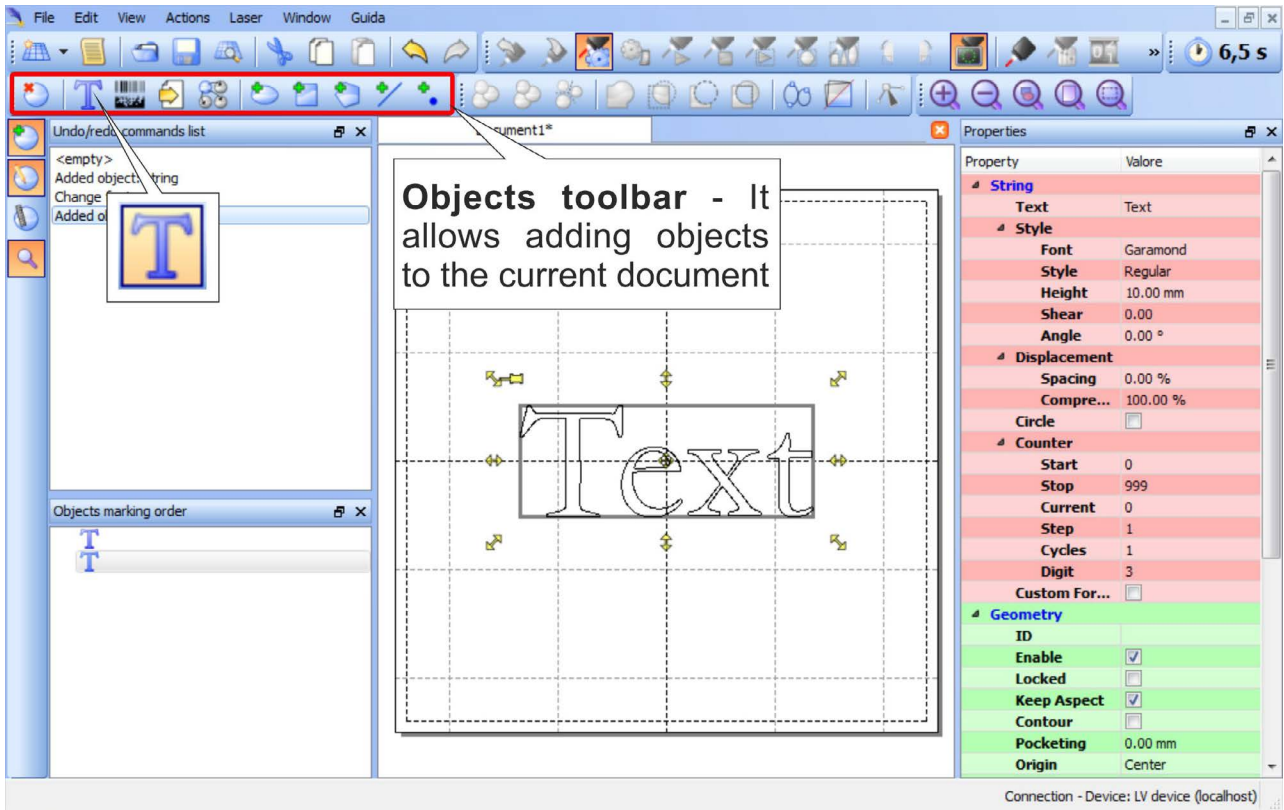 File Edit View Actions Laser Window Guida
6,5 s
Undo/redo commands list
<empty>
Added object: string
Change
Added
Document1*
Objects toolbar - It
allows adding objects
to the current document
Text
Objects marking order
Properties
Property Valore
String
Text Text
Style
Font Garamond
Style Regular
Height 10.00 mm
Shear 0.00
Angle 0.00 °
Displacement
Spacing 0.00 %
Compre... 100.00 %
Circle
Counter
Start 0
Stop 999
Current 0
Step 1
Cycles 1
Digit 3
Custom For...
Geometry
ID
Enable
Locked
Keep Aspect
Contour
Pocketing 0.00 mm
Origin Center
Connection - Device: LV device (localhost)